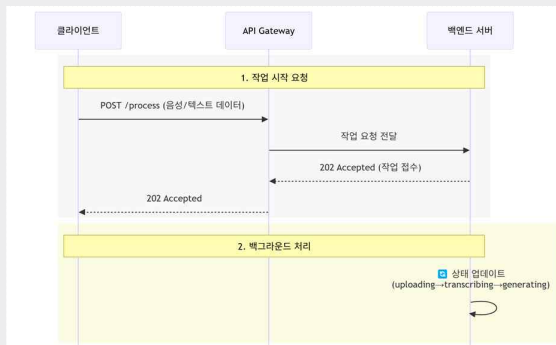 클라이언트
API Gateway
백엔드 서버
1. 작업 시작 요청
POST /process (음성/텍스트 데이터)
작업 요청 전달
202 Accepted (작업 접수)
202 Accepted
2. 백그라운드 처리
🔄 상태 업데이트
(uploading→transcribing→generating)